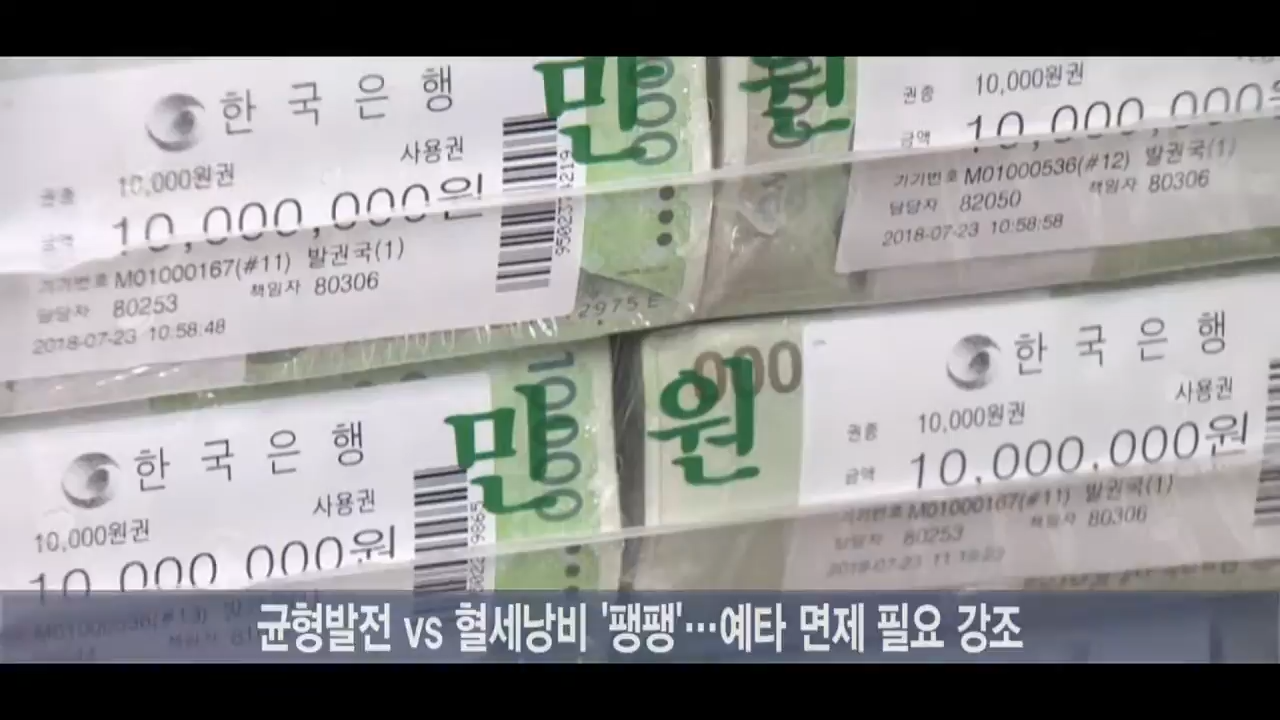 한국은행
사용권
권종 10,000원권
금액 10,000,000원
기기번호 M01000167(#11) 발권국(1)
담당자 80253 책임자 80306
2018-07-23 10:58:48
만 원
권종 10,000원권
금액 10,000,000원
기기번호 M01000536(#12) 발권국(1)
담당자 82050 책임자 80306
2018-07-23 10:58:58
2975 E
한국은행
사용권
10,000원권
10,000,000원
만 원
000
한국은행
사용권
권종 10,000원권
금액 10,000,000원
기기번호 M01000167(#11) 발권국(1)
담당자 80253 책임자 80306
균형발전 vs 혈세낭비 '팽팽'…예타 면제 필요 강조